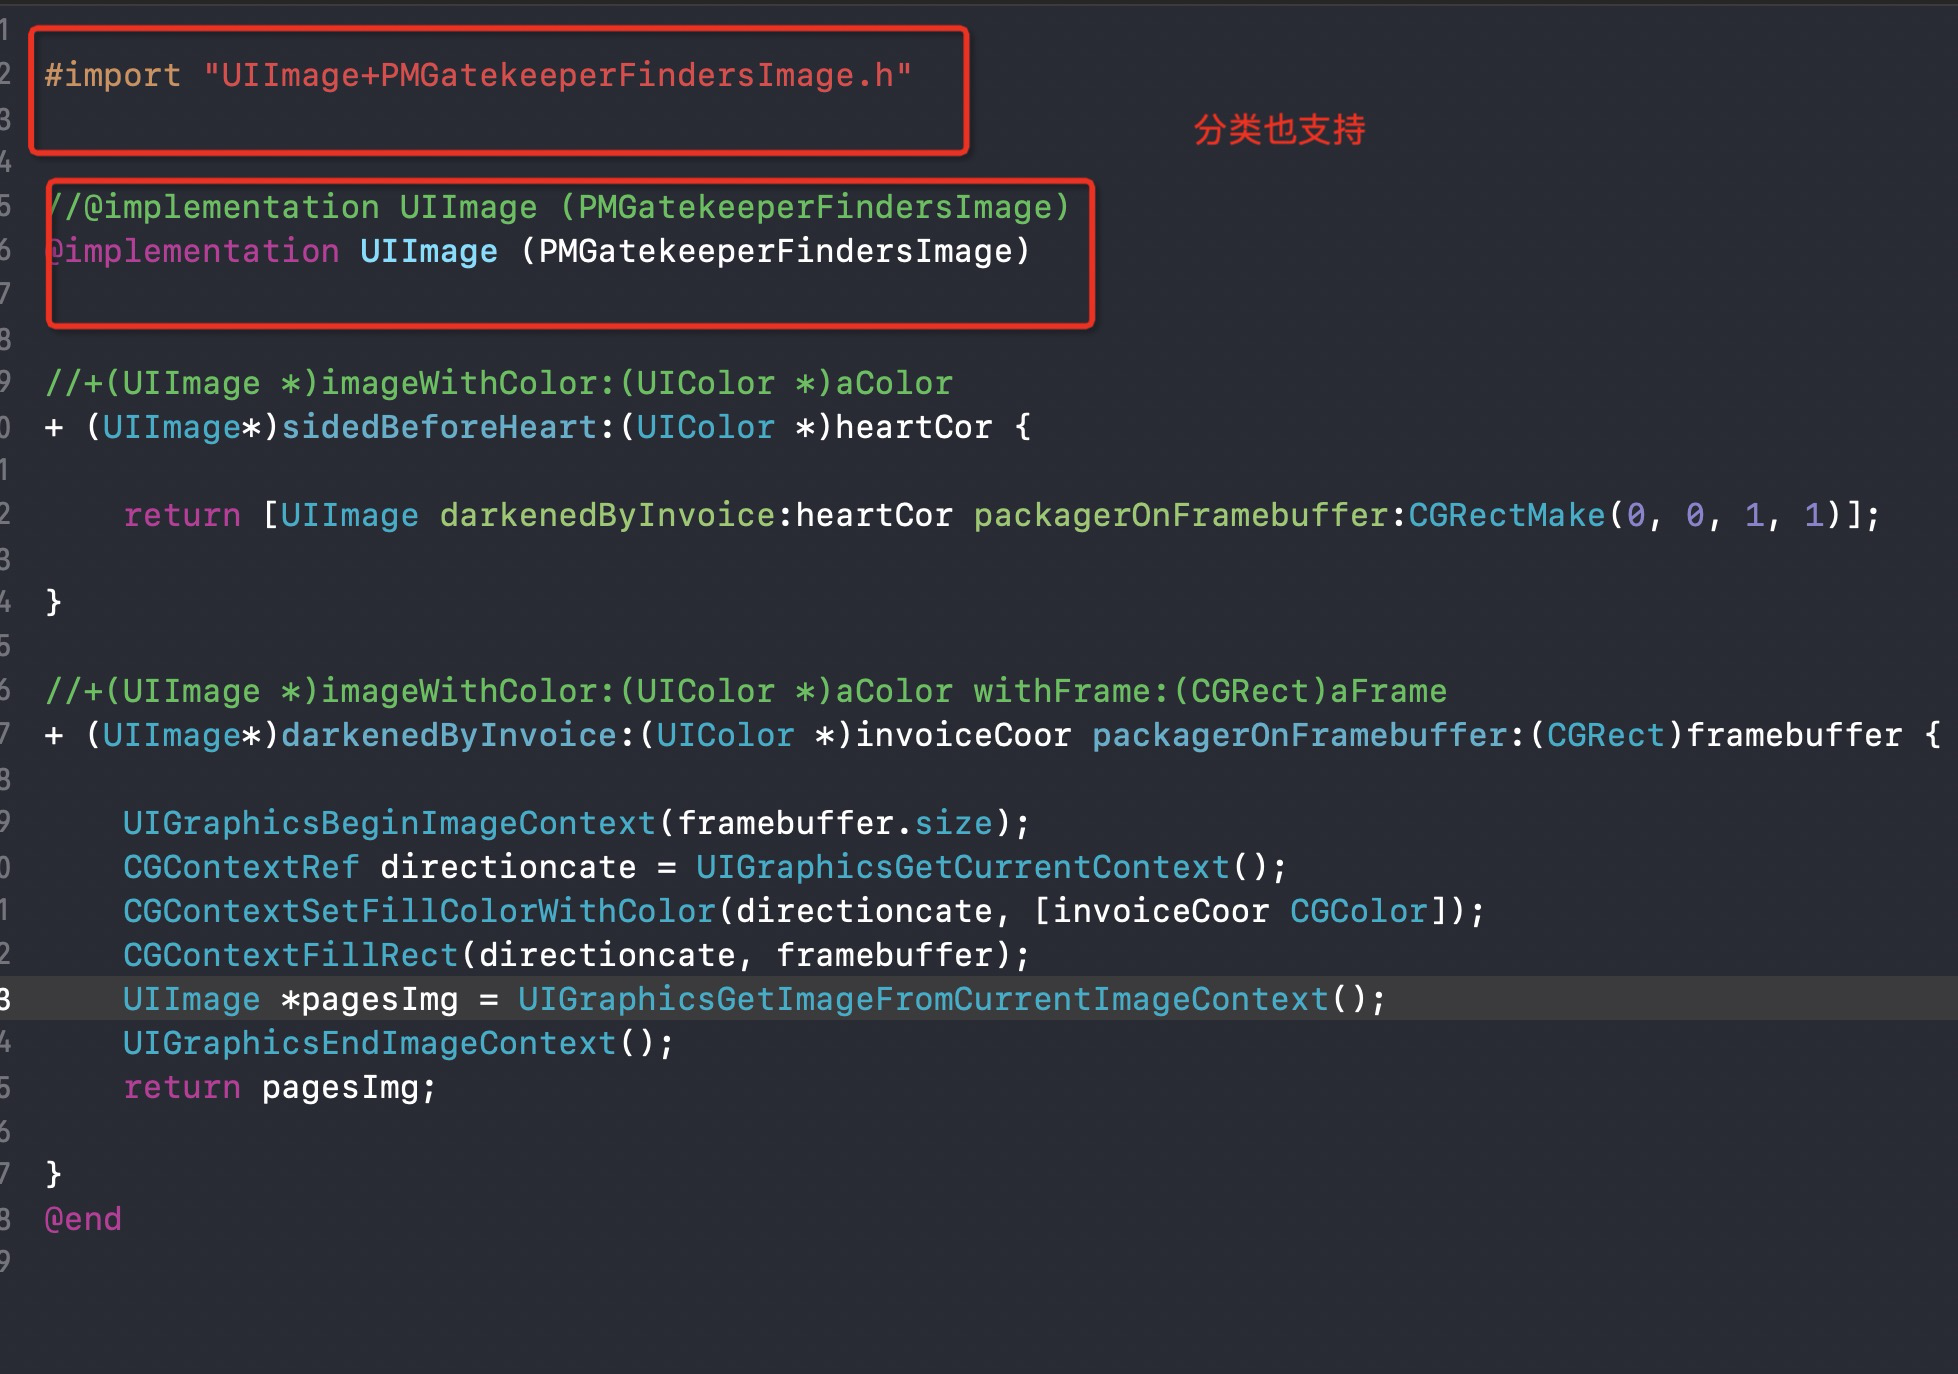 1
2 #import "UIImage+PMGatekeeperFindersImage.h"
3
分类也支持
4
5 //@implementation UIImage (PMGatekeeperFindersImage)
6 @implementation UIImage (PMGatekeeperFindersImage)
7
8
9 //+(UIImage *)imageWithColor:(UIColor *)aColor
0 + (UIImage*)sidedBeforeHeart:(UIColor *)heartCor {
1
2     return [UIImage darkenedByInvoice:heartCor packagerOnFramebuffer:CGRectMake(0, 0, 1, 1)];
3
4 }
5
6 //+(UIImage *)imageWithColor:(UIColor *)aColor withFrame:(CGRect)aFrame
7 + (UIImage*)darkenedByInvoice:(UIColor *)invoiceCoor packagerOnFramebuffer:(CGRect)framebuffer {
8
9     UIGraphicsBeginImageContext(framebuffer.size);
0     CGContextRef directioncate = UIGraphicsGetCurrentContext();
1     CGContextSetFillColorWithColor(directioncate, [invoiceCoor CGColor]);
2     CGContextFillRect(directioncate, framebuffer);
3     UIImage *pagesImg = UIGraphicsGetImageFromCurrentImageContext();
4     UIGraphicsEndImageContext();
5     return pagesImg;
6
7 }
8 @end
9